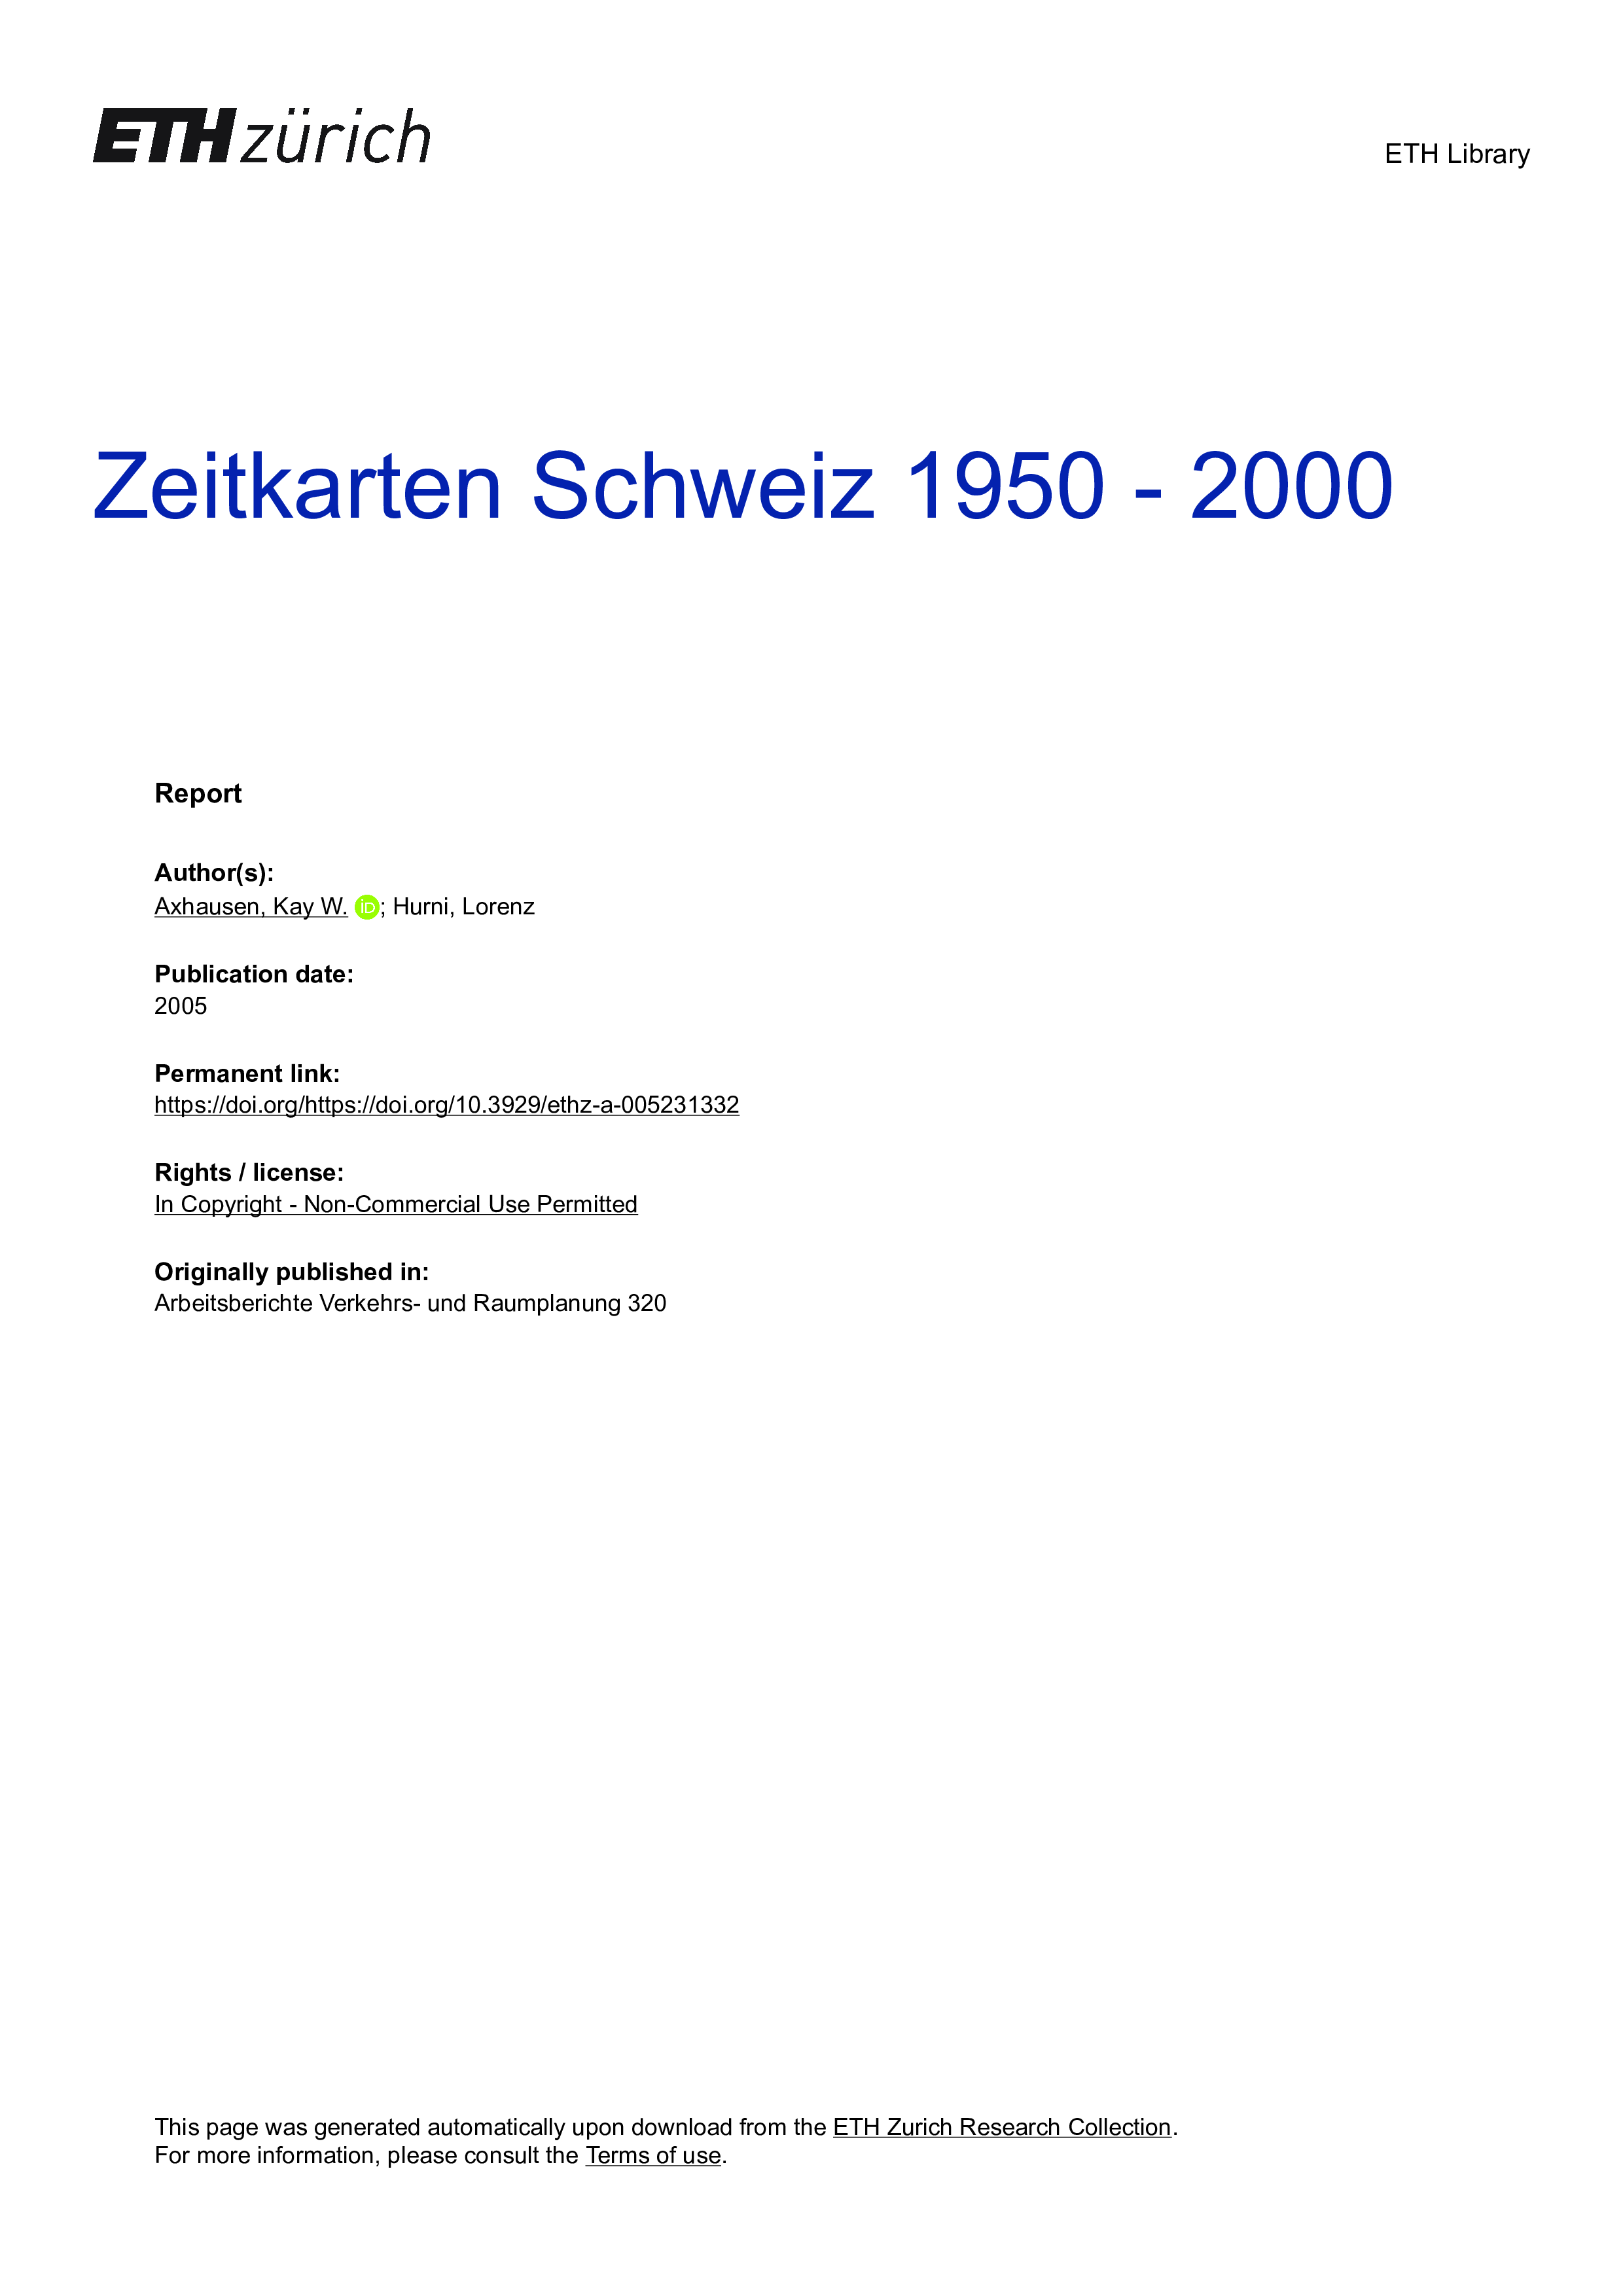 ETH zürich
ETH Library
Zeitkarten Schweiz 1950 - 2000
Report
Author(s):
Axhausen, Kay W. iD; Hurni, Lorenz
Publication date:
2005
Permanent link:
https://doi.org/https://doi.org/10.3929/ethz-a-005231332
Rights / license:
In Copyright - Non-Commercial Use Permitted
Originally published in:
Arbeitsberichte Verkehrs- und Raumplanung 320
This page was generated automatically upon download from the ETH Zurich Research Collection.
For more information, please consult the Terms of use.